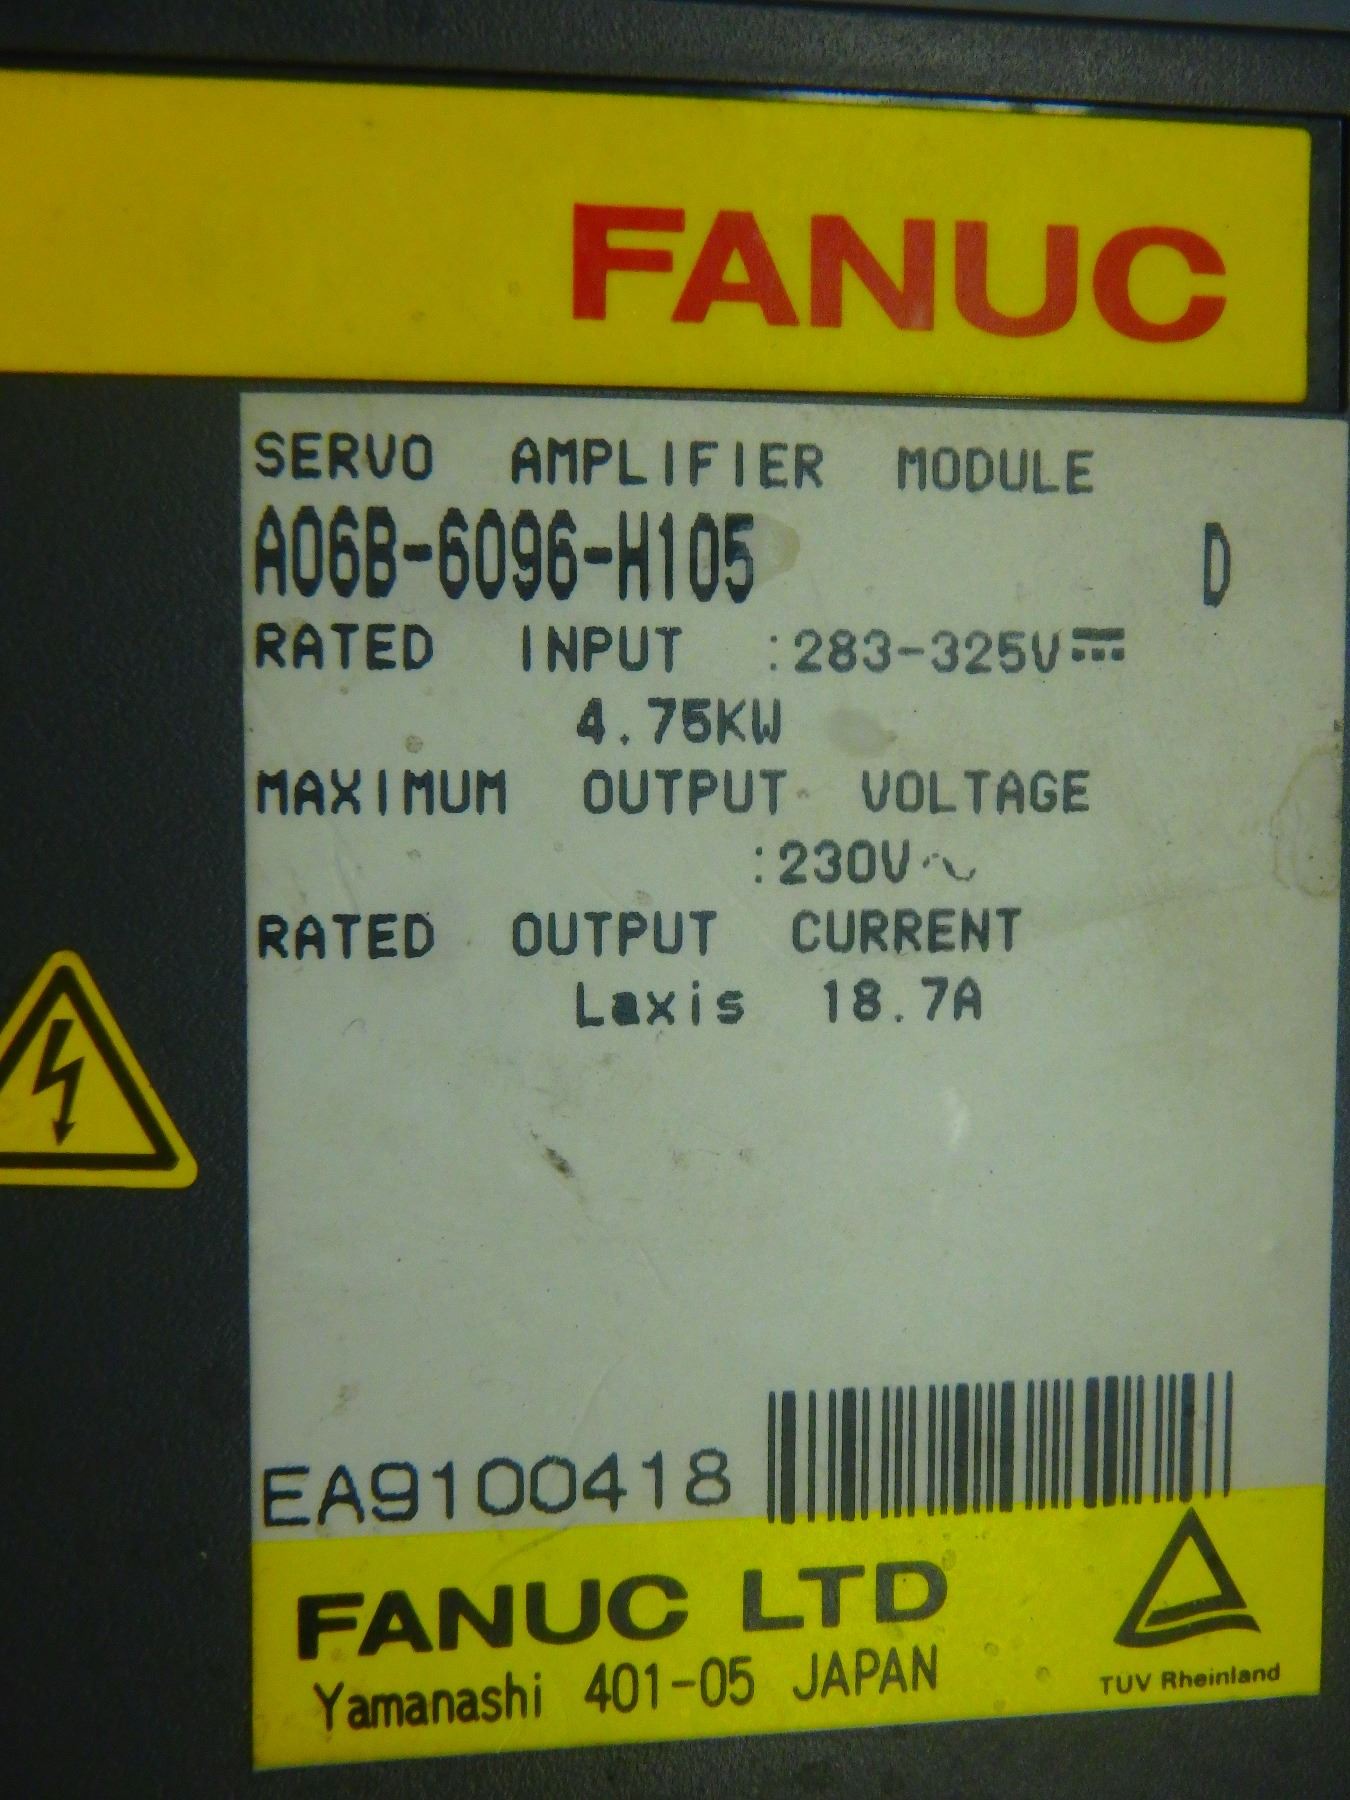 FANUC
SERVO AMPLIFIER MODULE
A06B-6096-H105 D
RATED INPUT :283-325V⎓
4.75KW
MAXIMUM OUTPUT VOLTAGE
:230V~
RATED OUTPUT CURRENT
Laxis 18.7A
EA9100418
FANUC LTD
Yamanashi 401-05 JAPAN
TÜV Rheinland